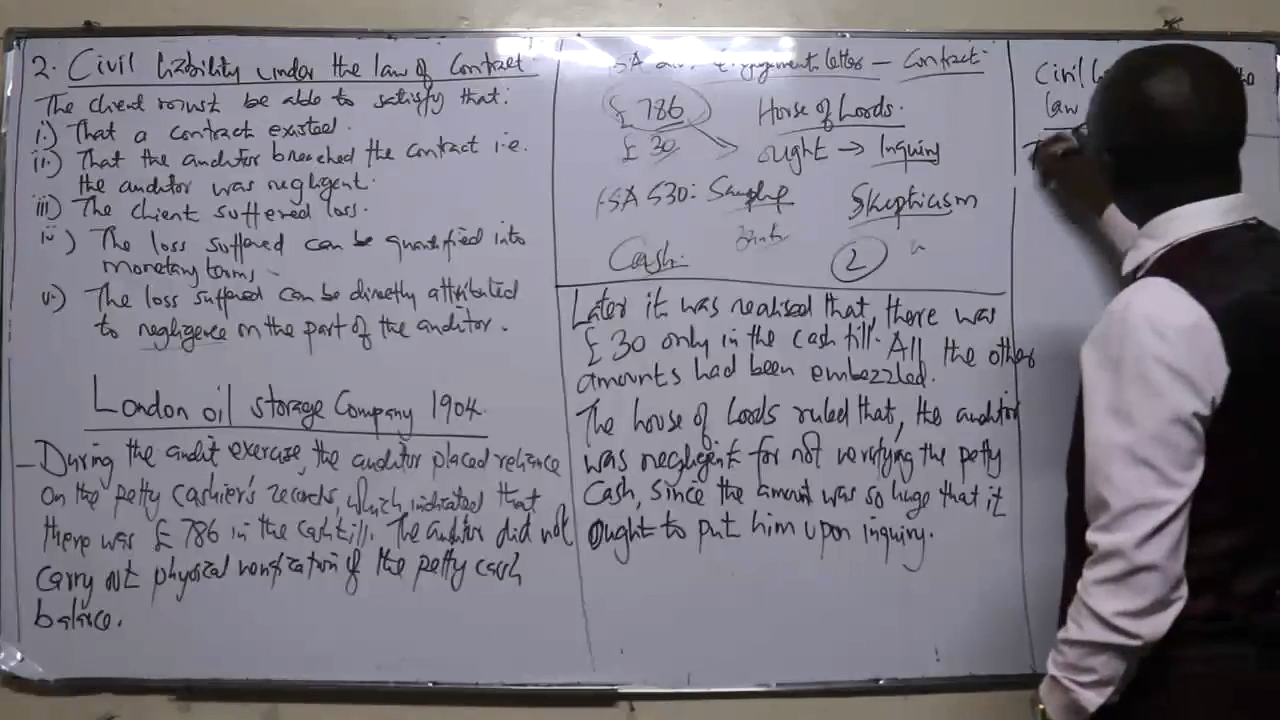 2. Civil liability under the law of Contract
The client must be able to satisfy that:
i.) That a contract existed.
ii.) That the auditor breached the contract i.e.
the auditor was negligent.
iii) The client suffered loss.
iv) The loss suffered can be quantified into
monetary terms
v.) The loss suffered can be directly attributed
to negligence on the part of the auditor.
London oil storage Company 1904.
- During the audit exercise, the auditor placed reliance
on the petty cashier's records, which indicated that
there was £ 786 in the cash till. The auditor did not
carry out physical verification of the petty cash
balance.
letter — Contract
£ 786 House of Lords.
£ 30 ought → Inquiry
ISA 530: Sampling Skepticism
Cash. 2
Later it was realised that, there was
£ 30 only in the cash till. All the other
amounts had been embezzled.
The house of Lords ruled that, the auditor
was negligent for not verifying the petty
Cash, since the amount was so huge that it
ought to put him upon inquiry.
Civil
law